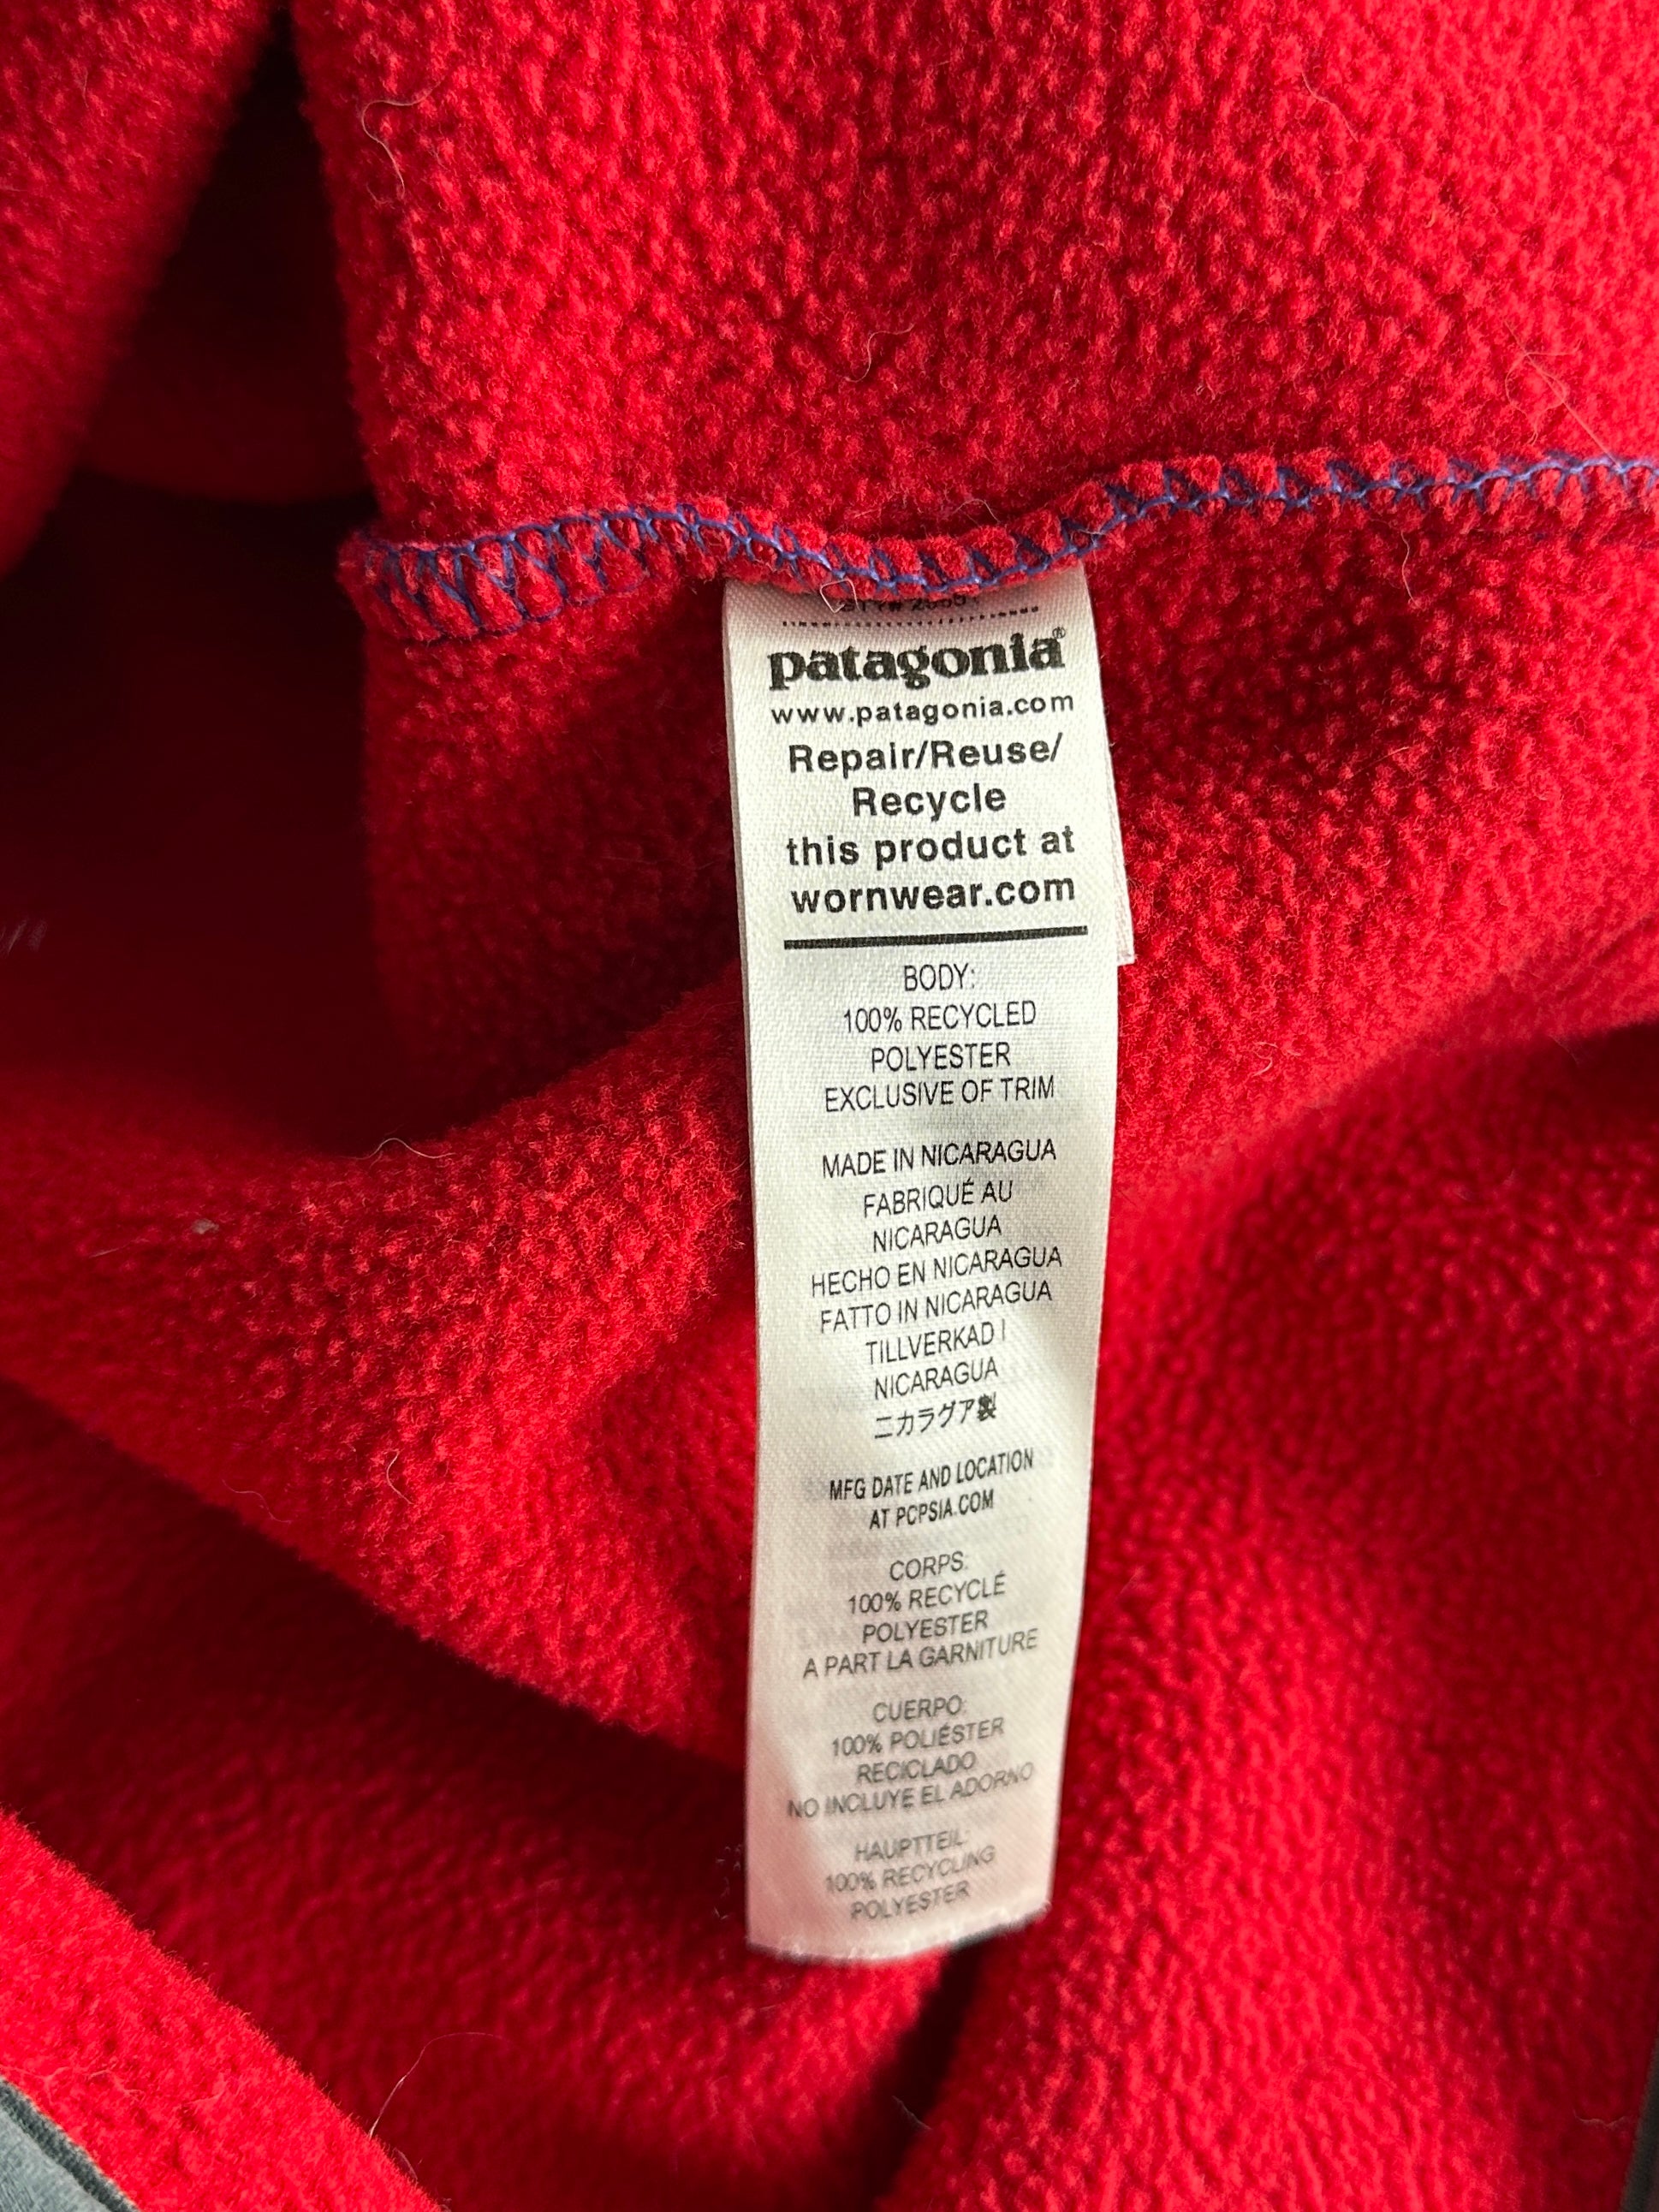 patagonia®
www.patagonia.com
Repair/Reuse/
Recycle
this product at
wornwear.com
BODY:
100% RECYCLED
POLYESTER
EXCLUSIVE OF TRIM
MADE IN NICARAGUA
FABRIQUÉ AU
NICARAGUA
HECHO EN NICARAGUA
FATTO IN NICARAGUA
TILLVERKAD I
NICARAGUA
ニカラグア製
MFG DATE AND LOCATION
AT PCPSIA.COM
CORPS:
100% RECYCLÉ
POLYESTER
A PART LA GARNITURE
CUERPO:
100% POLIÉSTER
RECICLADO
NO INCLUYE EL ADORNO
HAUPTTEIL:
100% RECYCLING
POLYESTER